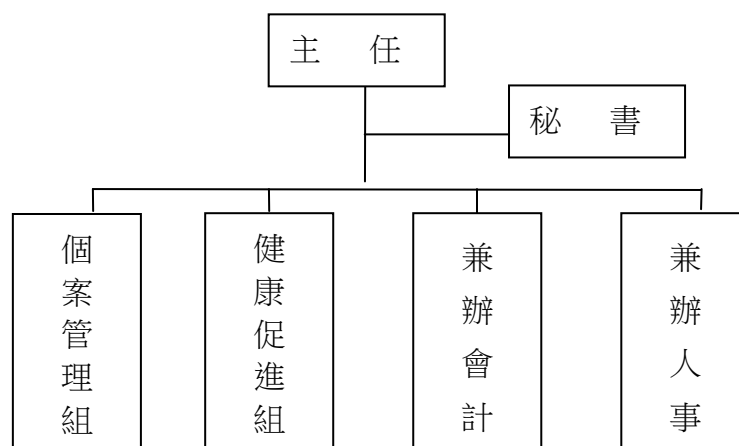 主 任
秘 書
個案管理組
健康促進組
兼辦會計
兼辦人事